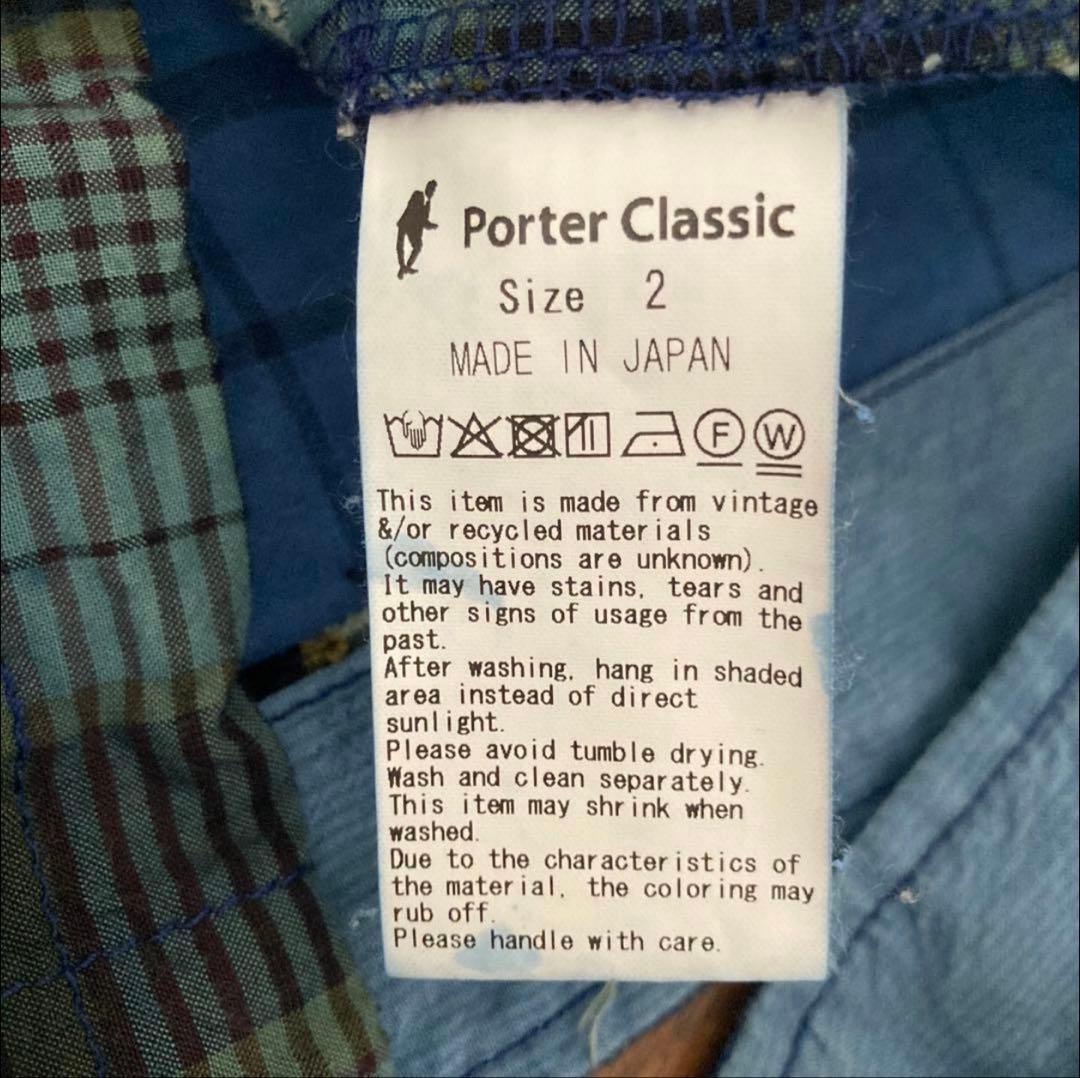 Porter Classic
Size 2
MADE IN JAPAN
F W
This item is made from vintage
&/or recycled materials
(compositions are unknown).
It may have stains, tears and
other signs of usage from the
past.
After washing, hang in shaded
area instead of direct
sunlight.
Please avoid tumble drying.
Wash and clean separately.
This item may shrink when
washed.
Due to the characteristics of
the material, the coloring may
rub off.
Please handle with care.